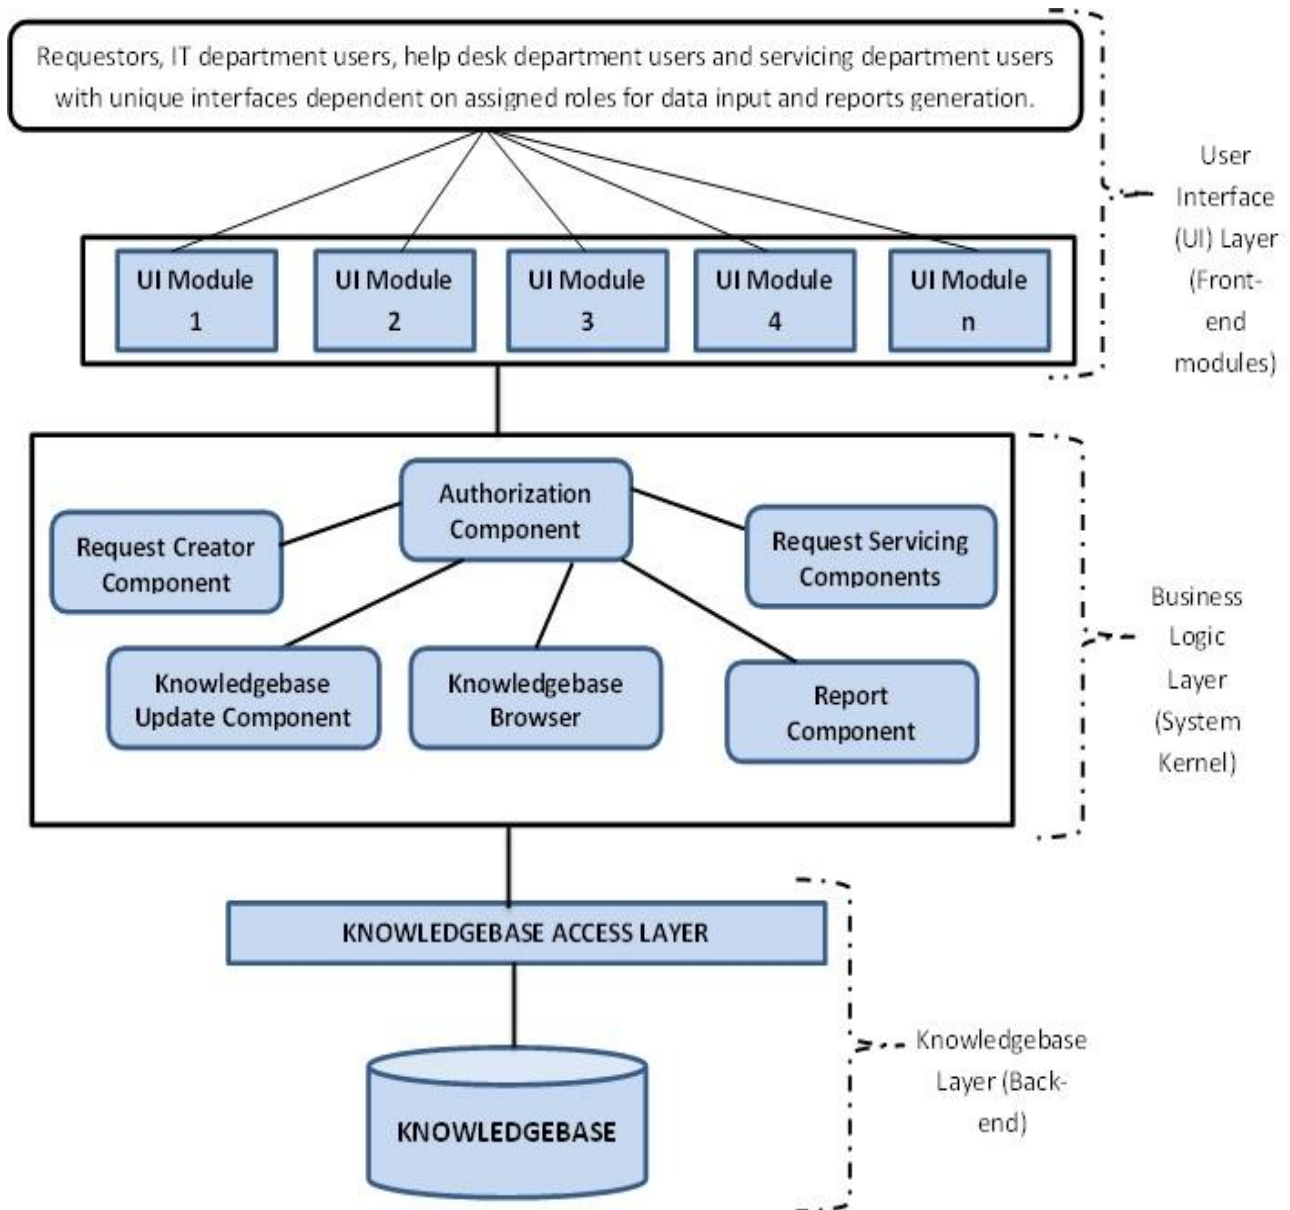 Requestors, IT department users, help desk department users and servicing department users
with unique interfaces dependent on assigned roles for data input and reports generation.
User
Interface
(UI) Layer
(Front-
end
modules)
UI Module
1
UI Module
2
UI Module
3
UI Module
4
UI Module
n
Authorization
Component
Request Creator
Component
Request Servicing
Components
Knowledgebase
Update Component
Knowledgebase
Browser
Report
Component
Business
Logic
Layer
(System
Kernel)
KNOWLEDGEBASE ACCESS LAYER
KNOWLEDGEBASE
Knowledgebase
Layer (Back-
end)